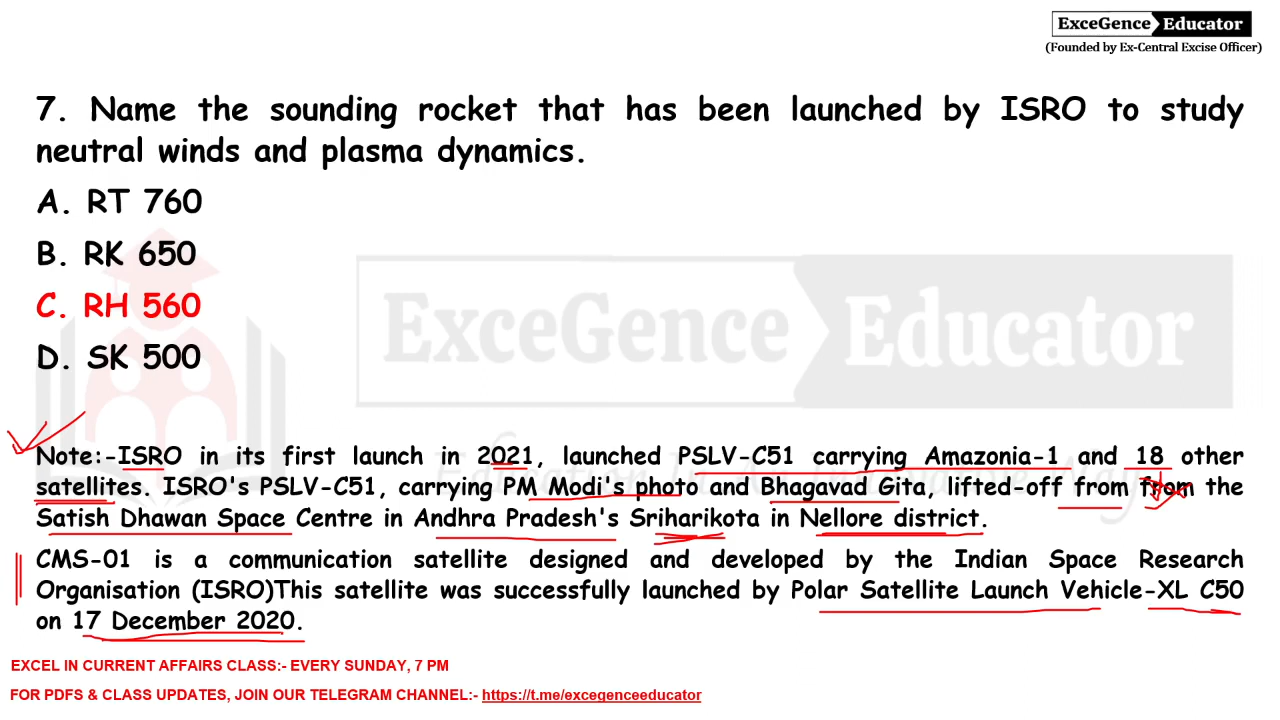 ExceGence Educator
(Founded by Ex-Central Excise Officer)
7. Name the sounding rocket that has been launched by ISRO to study
neutral winds and plasma dynamics.
A. RT 760
B. RK 650
C. RH 560
D. SK 500
ExceGence Educator
Note:-ISRO in its first launch in 2021, launched PSLV-C51 carrying Amazonia-1 and 18 other
satellites. ISRO's PSLV-C51, carrying PM Modi's photo and Bhagavad Gita, lifted-off from from the
Satish Dhawan Space Centre in Andhra Pradesh's Sriharikota in Nellore district.
CMS-01 is a communication satellite designed and developed by the Indian Space Research
Organisation (ISRO)This satellite was successfully launched by Polar Satellite Launch Vehicle-XL C50
on 17 December 2020.
EXCEL IN CURRENT AFFAIRS CLASS:- EVERY SUNDAY, 7 PM
FOR PDFS & CLASS UPDATES, JOIN OUR TELEGRAM CHANNEL:- https://t.me/excegenceeducator